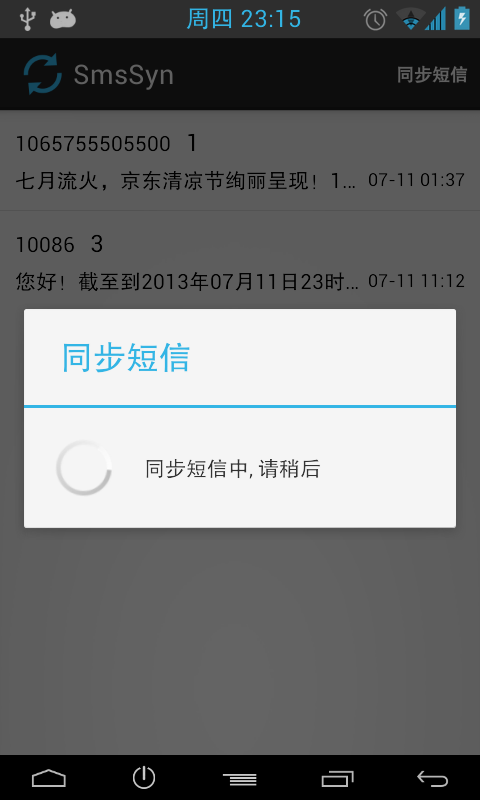 周四 23:15
SmsSyn 同步短信
1065755505500 1
七月流火，京东清凉节绚丽呈现！1... 07-11 01:37
10086 3
您好！截至到2013年07月11日23时... 07-11 11:12
同步短信
同步短信中,请稍后